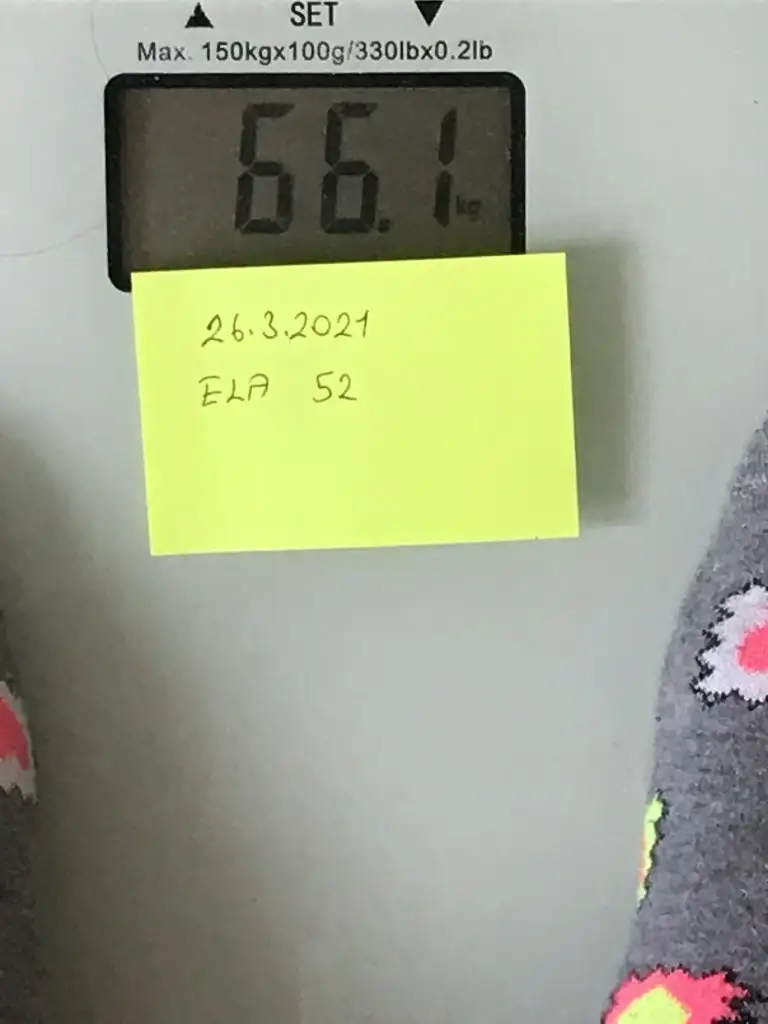 ▲ SET ▼
Max. 150kgx100g/330lbx0.2lb
66.1 kg
26.3.2021
ELA 52